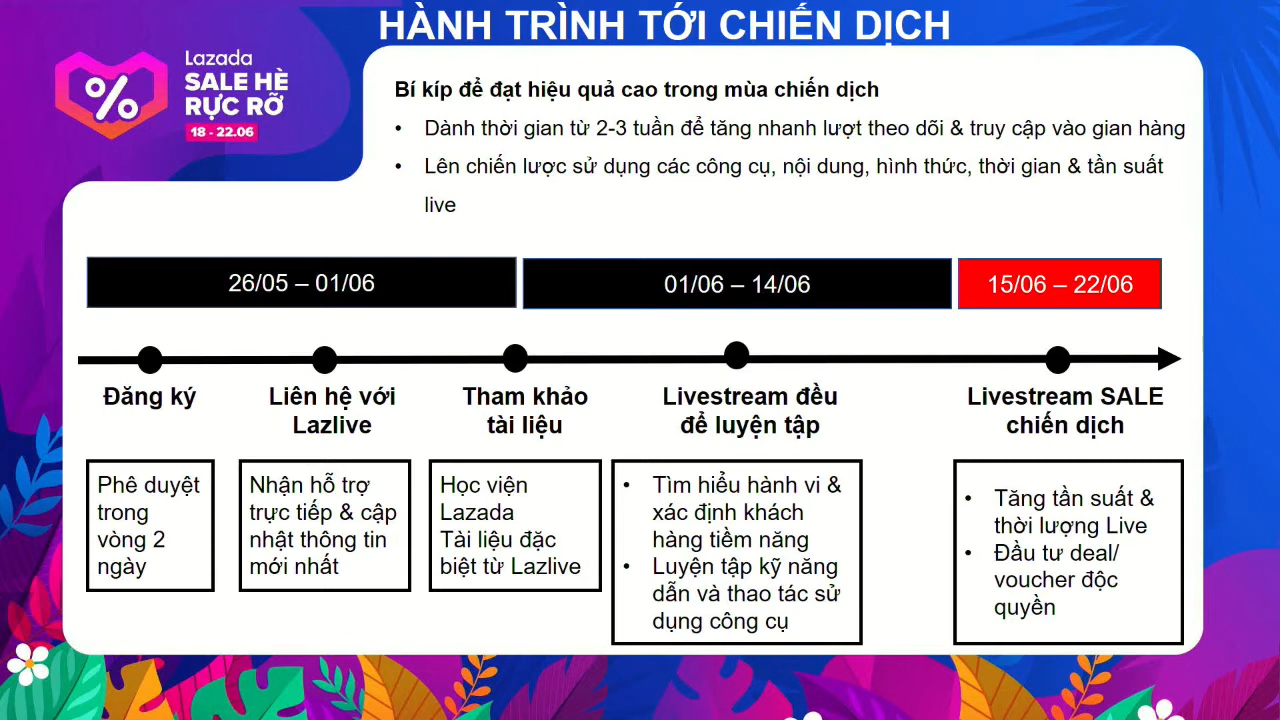 HÀNH TRÌNH TỚI CHIẾN DỊCH
Lazada
SALE HÈ
RỰC RỠ
18 - 22.06
%
Bí kíp để đạt hiệu quả cao trong mùa chiến dịch
• Dành thời gian từ 2-3 tuần để tăng nhanh lượt theo dõi & truy cập vào gian hàng
• Lên chiến lược sử dụng các công cụ, nội dung, hình thức, thời gian & tần suất
live
26/05 – 01/06
01/06 – 14/06
15/06 – 22/06
Đăng ký
Phê duyệt
trong
vòng 2
ngày
Liên hệ với
Lazlive
Nhận hỗ trợ
trực tiếp & cập
nhật thông tin
mới nhất
Tham khảo
tài liệu
Học viện
Lazada
Tài liệu đặc
biệt từ Lazlive
Livestream đều
để luyện tập
• Tìm hiểu hành vi &
xác định khách
hàng tiềm năng
• Luyện tập kỹ năng
dẫn và thao tác sử
dụng công cụ
Livestream SALE
chiến dịch
• Tăng tần suất &
thời lượng Live
• Đầu tư deal/
voucher độc
quyền